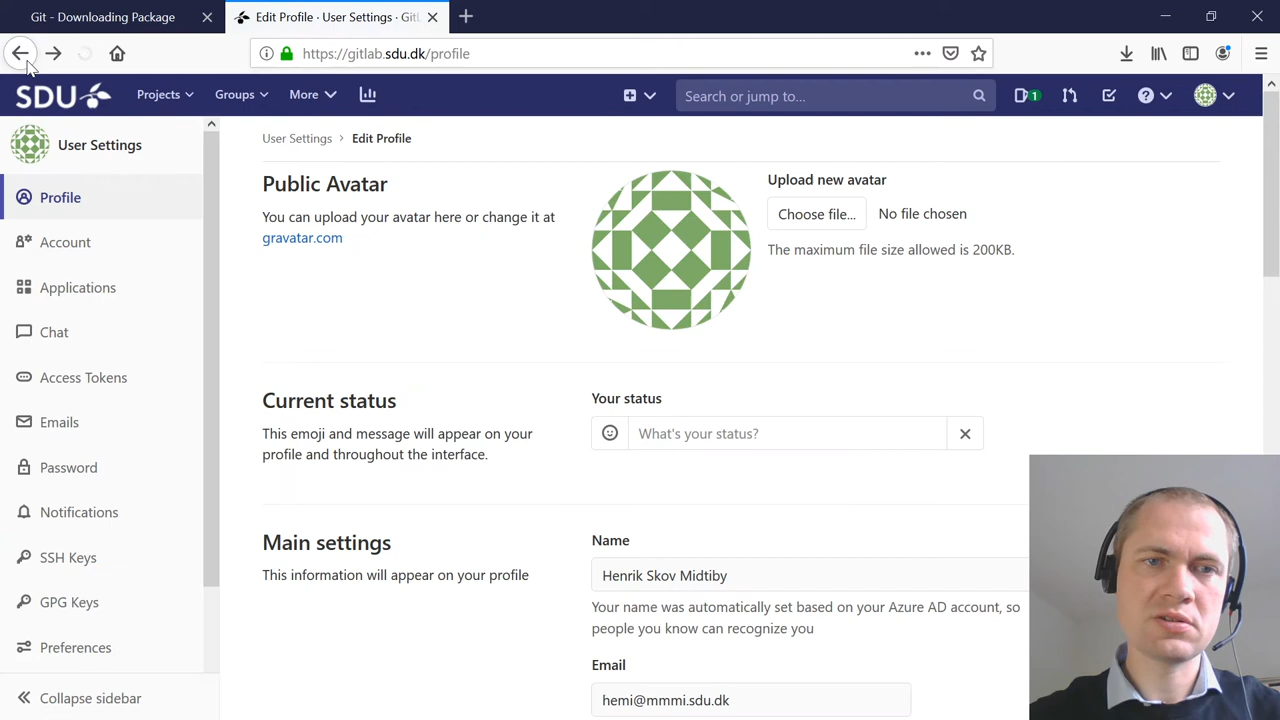 Git - Downloading Package
Edit Profile · User Settings · GitL
https://gitlab.sdu.dk/profile
SDU
Projects
Groups
More
Search or jump to...
1
User Settings
Profile
Account
Applications
Chat
Access Tokens
Emails
Password
Notifications
SSH Keys
GPG Keys
Preferences
Collapse sidebar
User Settings > Edit Profile
Public Avatar
You can upload your avatar here or change it at
gravatar.com
Upload new avatar
Choose file... No file chosen
The maximum file size allowed is 200KB.
Current status
This emoji and message will appear on your
profile and throughout the interface.
Your status
What's your status?
Main settings
This information will appear on your profile
Name
Henrik Skov Midtiby
Your name was automatically set based on your Azure AD account, so
people you know can recognize you
Email
hemi@mmmi.sdu.dk